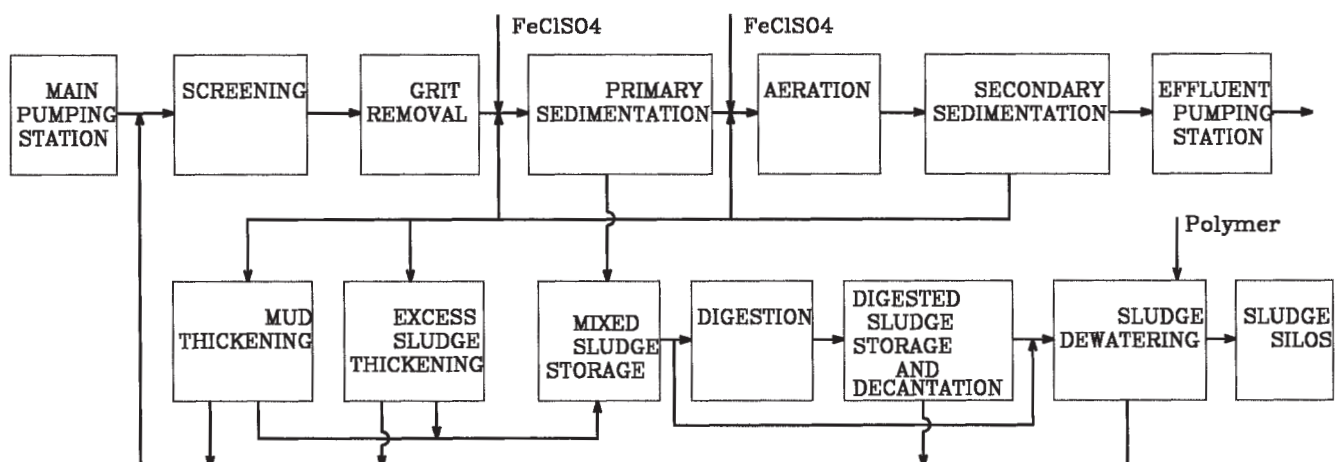 FeClSO4
FeClSO4
MAIN
PUMPING
STATION
SCREENING
GRIT
REMOVAL
PRIMARY
SEDIMENTATION
AERATION
SECONDARY
SEDIMENTATION
EFFLUENT
PUMPING
STATION
Polymer
MUD
THICKENING
EXCESS
SLUDGE
THICKENING
MIXED
SLUDGE
STORAGE
DIGESTION
DIGESTED
SLUDGE
STORAGE
AND
DECANTATION
SLUDGE
DEWATERING
SLUDGE
SILOS